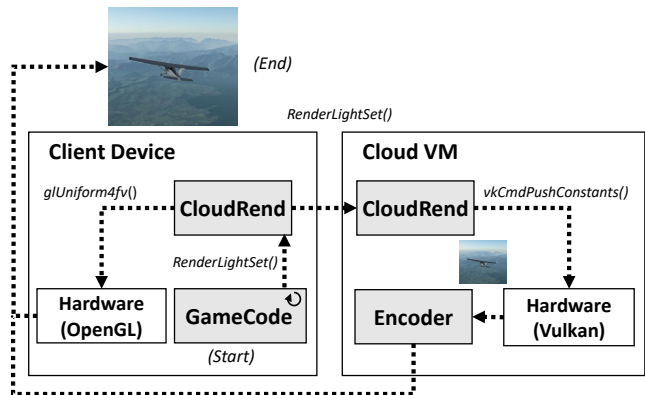 (End)
RenderLightSet()
Client Device
Cloud VM
glUniform4fv()
CloudRend
CloudRend
vkCmdPushConstants()
RenderLightSet()
Hardware
(OpenGL)
GameCode
Encoder
Hardware
(Vulkan)
(Start)